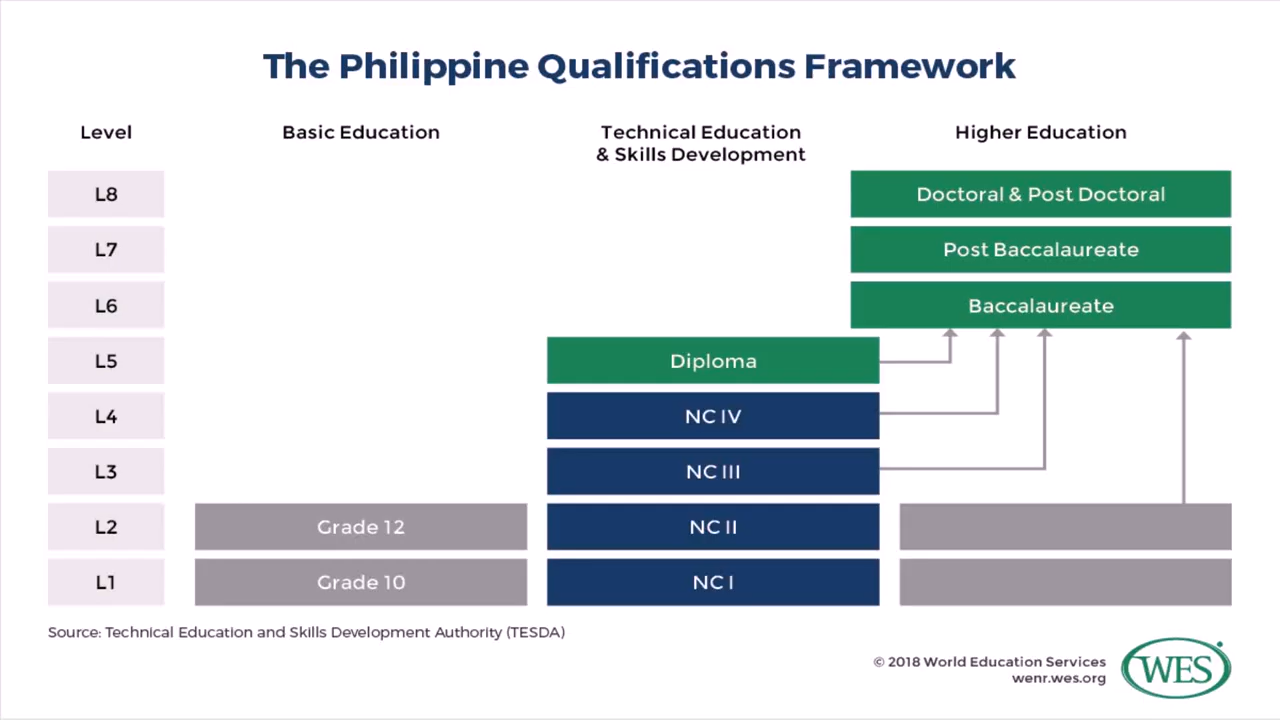 The Philippine Qualifications Framework
Level
Basic Education
Technical Education
& Skills Development
Higher Education
L8
Doctoral & Post Doctoral
L7
Post Baccalaureate
L6
Baccalaureate
L5
Diploma
L4
NC IV
L3
NC III
L2
Grade 12
NC II
L1
Grade 10
NC I
Source: Technical Education and Skills Development Authority (TESDA)
© 2018 World Education Services
wenr.wes.org
WES